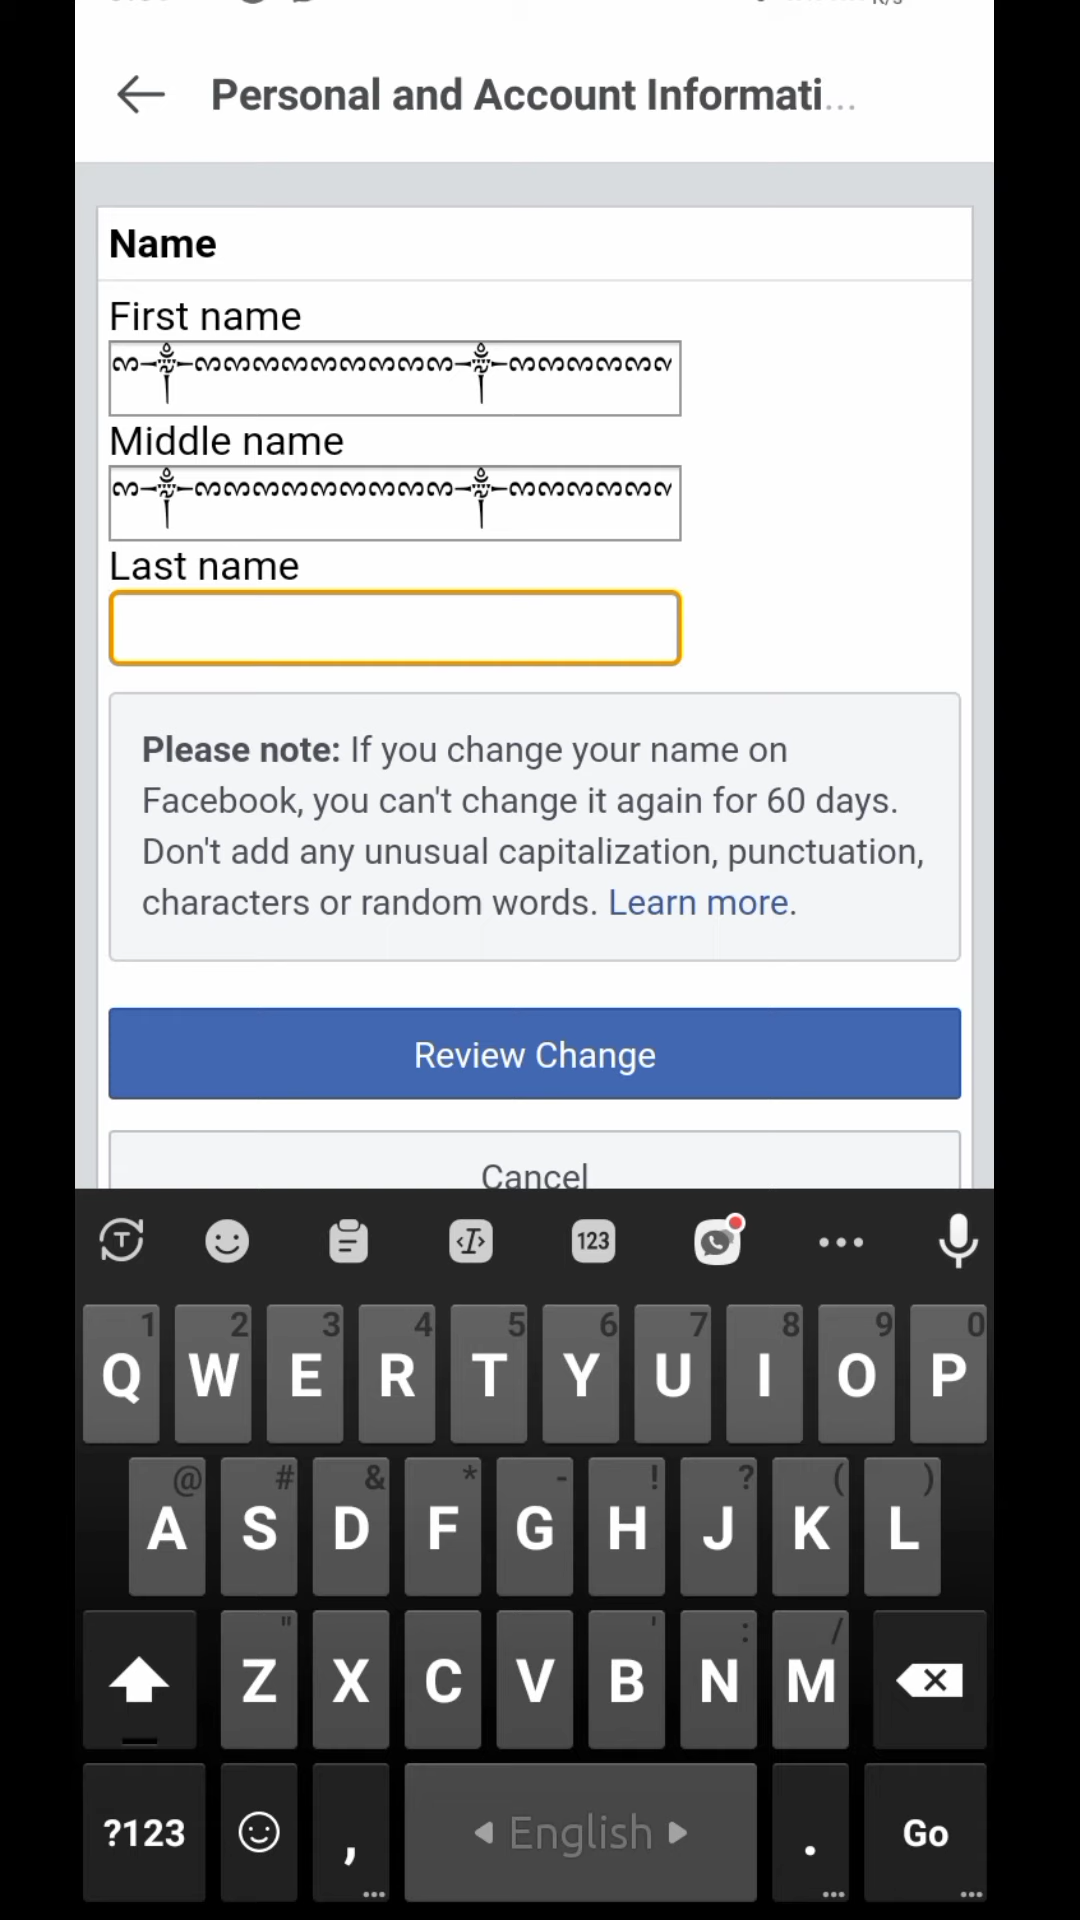 Personal and Account Informati...
Name
First name
Middle name
Last name
Please note: If you change your name on
Facebook, you can't change it again for 60 days.
Don't add any unusual capitalization, punctuation,
characters or random words. Learn more.
Review Change
Cancel
123
1 2 3 4 5 6 7 8 9 0
Q W E R T Y U I O P
@ # & * - ! ? ( )
A S D F G H J K L
" ' : /
Z X C V B N M
?123 , ◀ English ▶ . Go